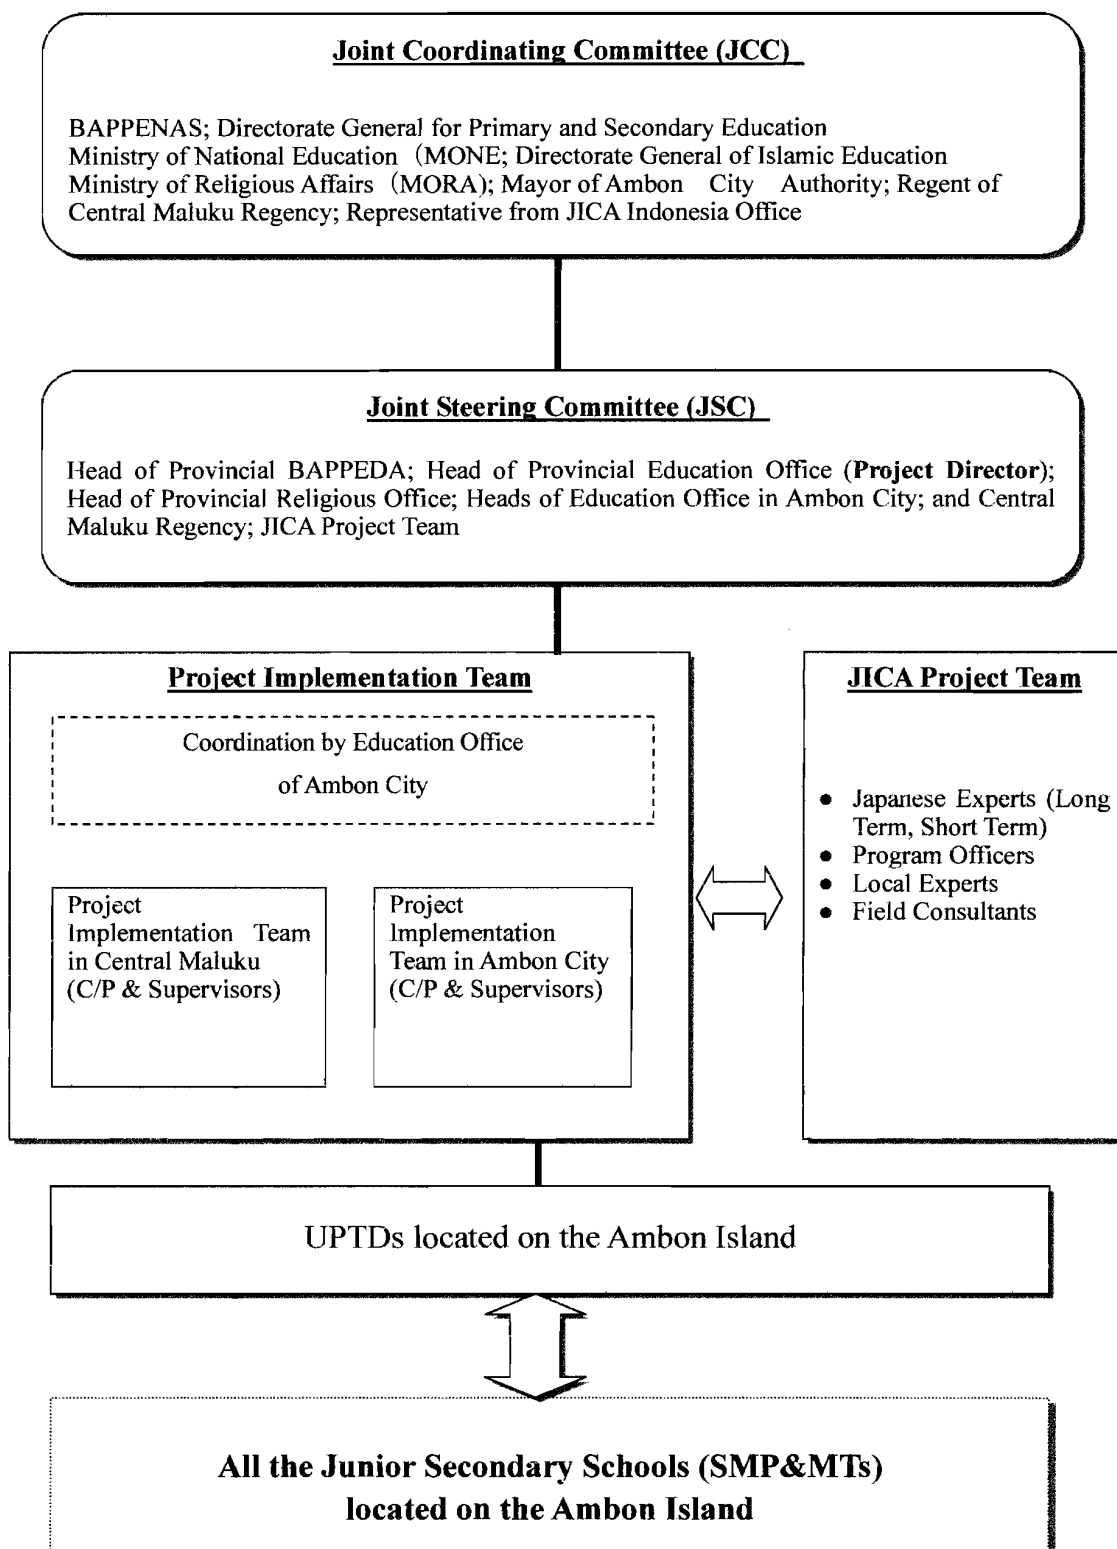 Joint Coordinating Committee (JCC)
BAPPENAS; Directorate General for Primary and Secondary Education
Ministry of National Education (MONE; Directorate General of Islamic Education
Ministry of Religious Affairs (MORA); Mayor of Ambon City Authority; Regent of
Central Maluku Regency; Representative from JICA Indonesia Office
Joint Steering Committee (JSC)
Head of Provincial BAPPEDA; Head of Provincial Education Office (Project Director);
Head of Provincial Religious Office; Heads of Education Office in Ambon City; and Central
Maluku Regency; JICA Project Team
Project Implementation Team
Coordination by Education Office
of Ambon City
Project
Implementation Team
in Central Maluku
(C/P & Supervisors)
Project
Implementation
Team in Ambon City
(C/P & Supervisors)
JICA Project Team
● Japanese Experts (Long
Term, Short Term)
● Program Officers
● Local Experts
● Field Consultants
UPTDs located on the Ambon Island
All the Junior Secondary Schools (SMP&MTs)
located on the Ambon Island